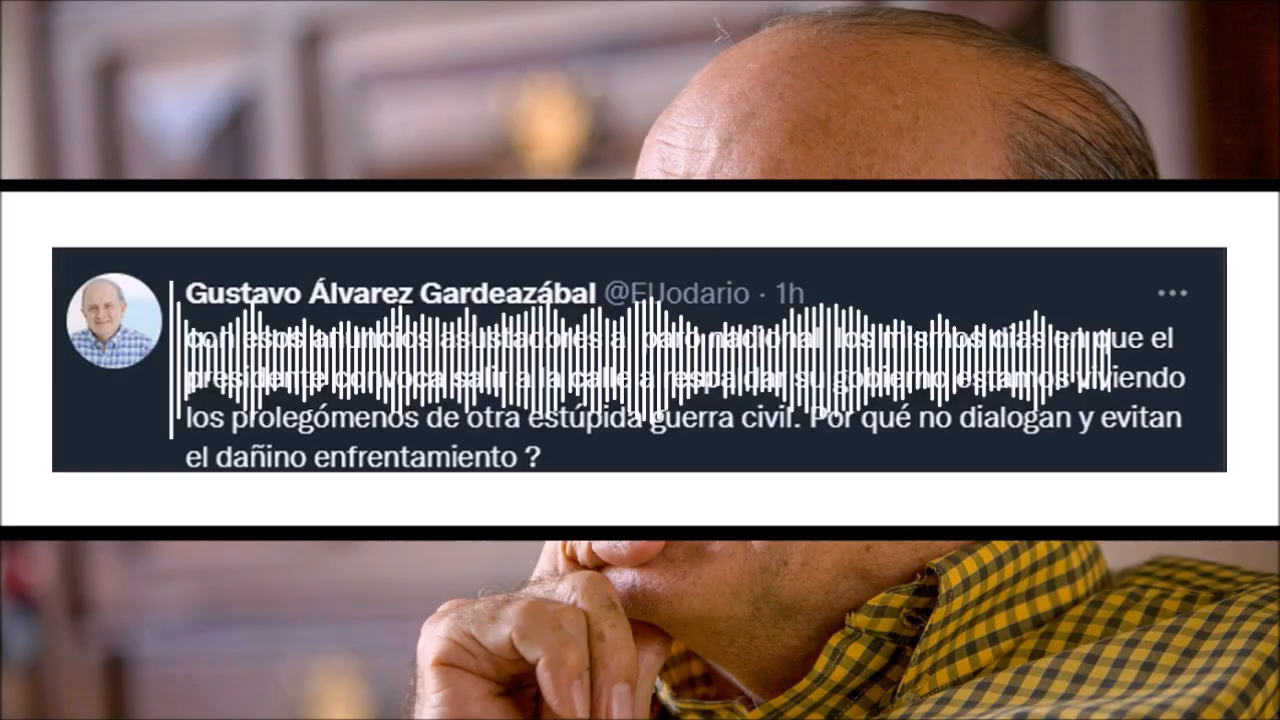 Gustavo Álvarez Gardeazábal @ElJodario · 1h
con esos anuncios asustadores a paro nacional los mismos días en que el
presidente convoca salir a la calle a respaldar su gobierno estamos viviendo
los prolegómenos de otra estúpida guerra civil. Por qué no dialogan y evitan
el dañino enfrentamiento ?